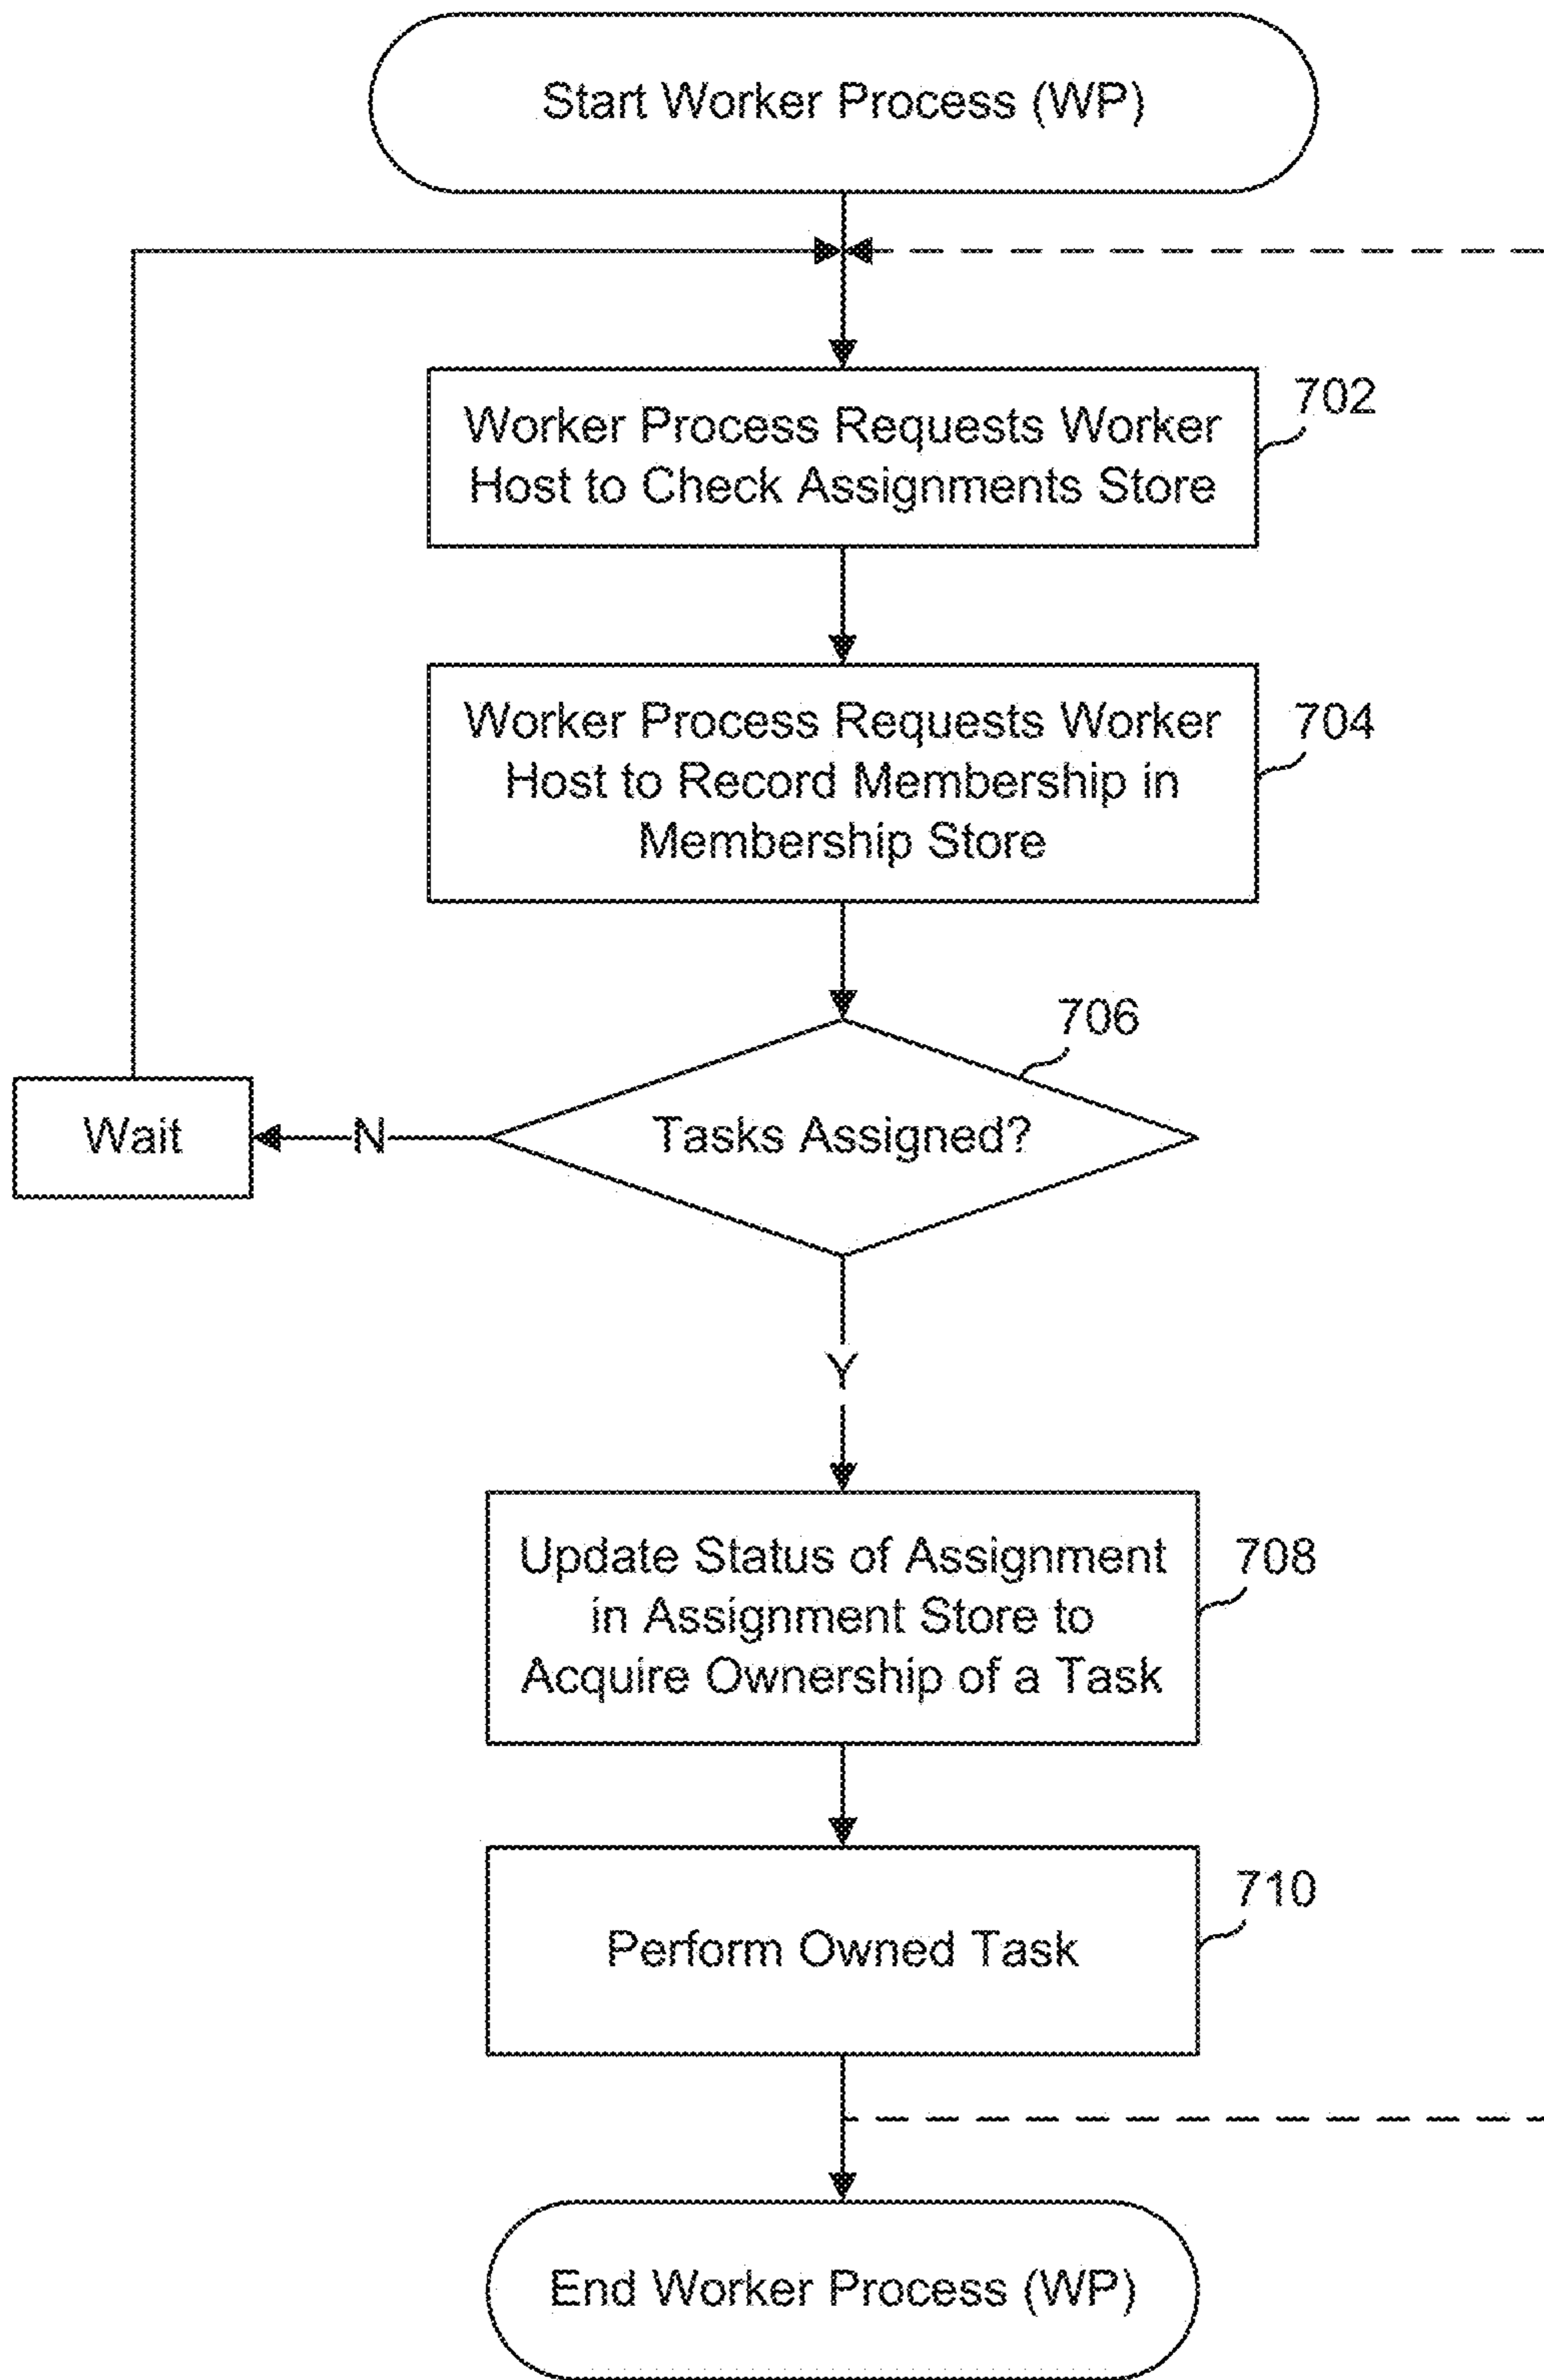 Start Worker Process (WP)
702
Worker Process Requests Worker
Host to Check Assignments Store
704
Worker Process Requests Worker
Host to Record Membership in
Membership Store
706
Tasks Assigned?
N
Wait
Y
708
Update Status of Assignment
in Assignment Store to
Acquire Ownership of a Task
710
Perform Owned Task
End Worker Process (WP)